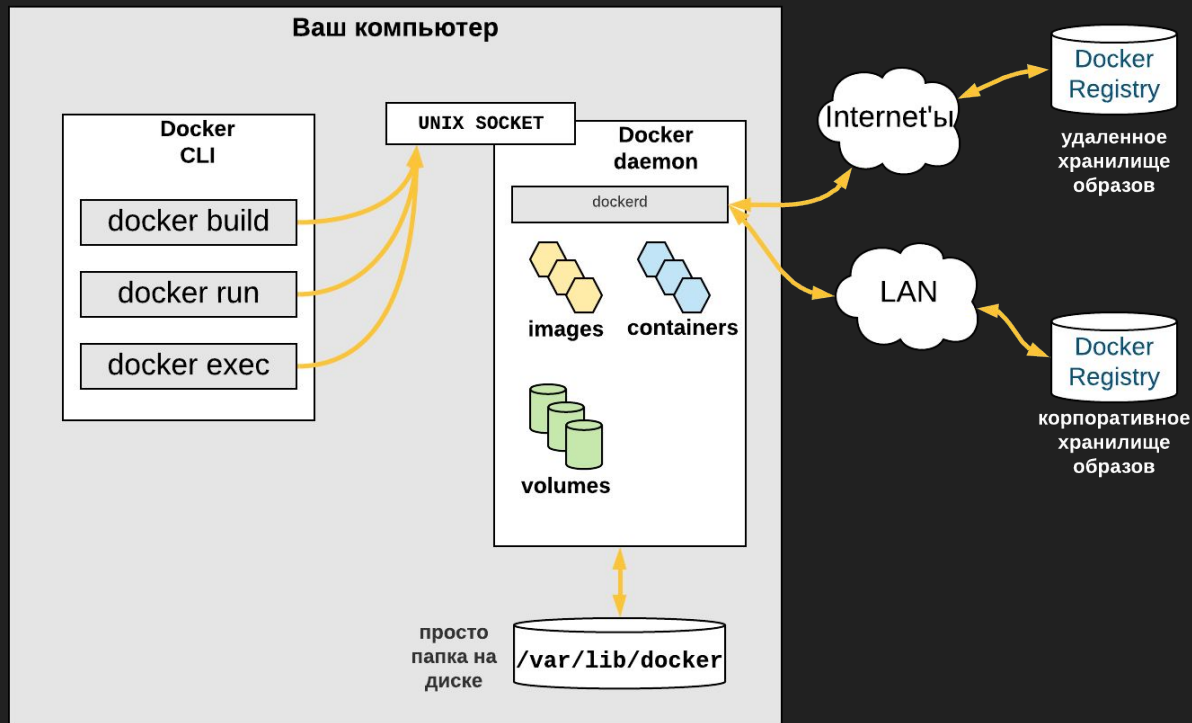 Ваш компьютер
Docker
CLI
docker build
docker run
docker exec
UNIX SOCKET
Docker
daemon
dockerd
images
containers
volumes
просто
папка на
диске
/var/lib/docker
Internet'ы
LAN
Docker
Registry
удаленное
хранилище
образов
Docker
Registry
корпоративное
хранилище
образов